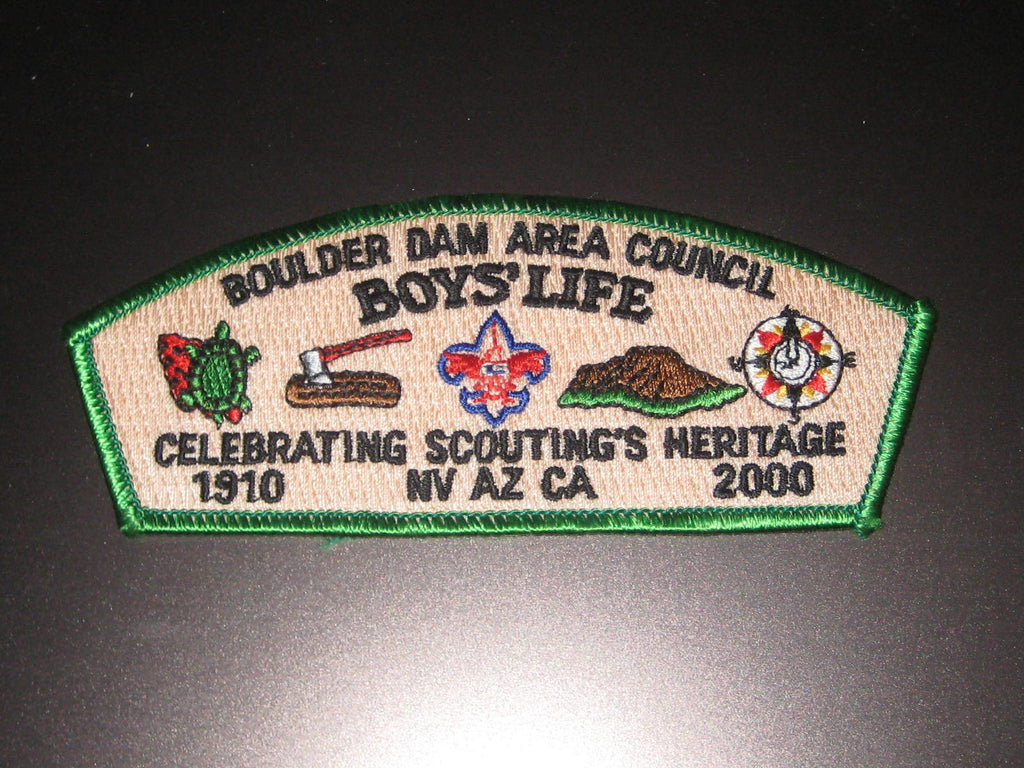 BOULDER DAM AREA COUNCIL
BOYS' LIFE
CELEBRATING SCOUTING'S HERITAGE
1910 NV AZ CA 2000